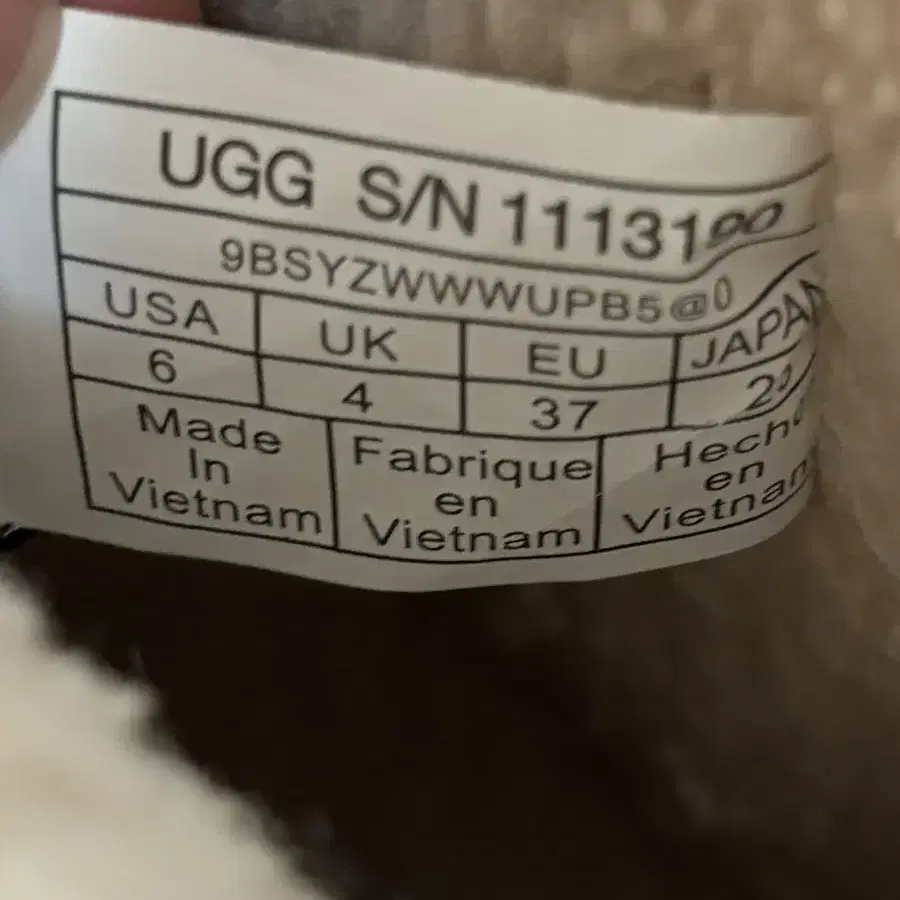 UGG S/N 1113190
9BSYZWWWUPB5@0
USA UK EU JAPAN
6 4 37
Made In Vietnam
Fabrique en Vietnam
Hecho en Vietnam